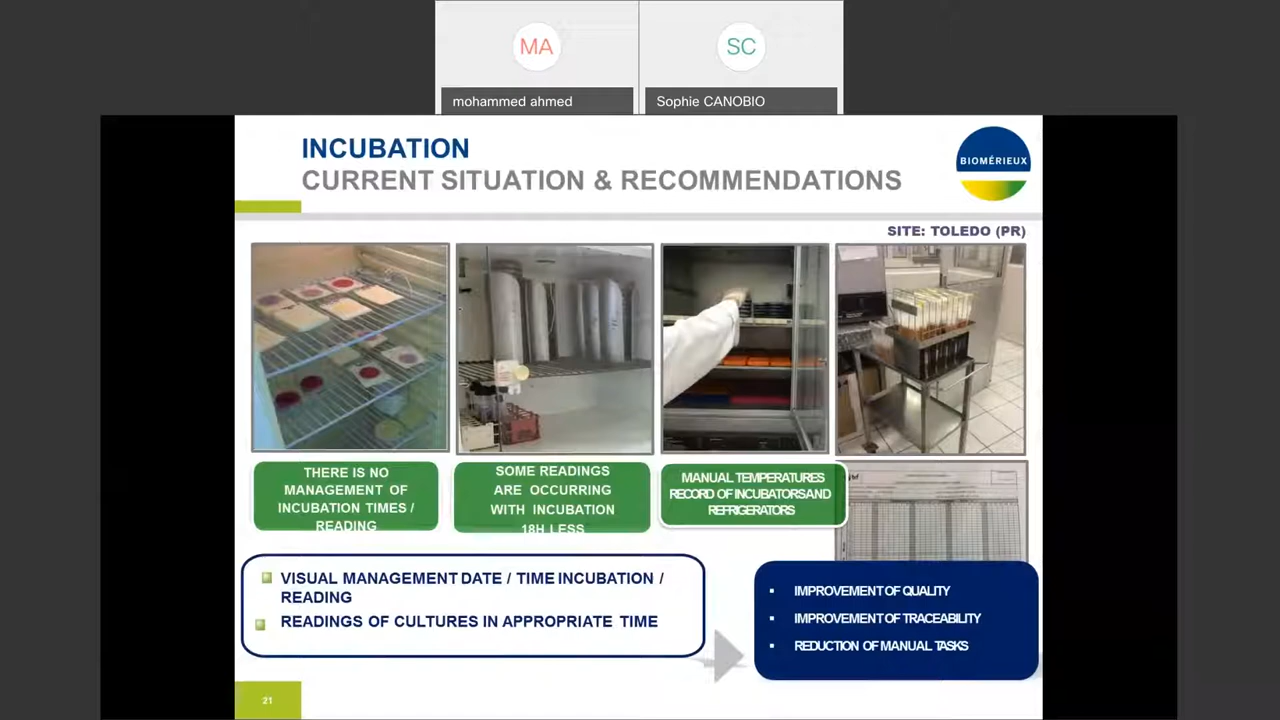 MA
SC
mohammed ahmed
Sophie CANOBIO
INCUBATION
CURRENT SITUATION & RECOMMENDATIONS
BIOMÉRIEUX
SITE: TOLEDO (PR)
THERE IS NO
MANAGEMENT OF
INCUBATION TIMES /
READING
SOME READINGS
ARE OCCURRING
WITH INCUBATION
18H LESS
MANUAL TEMPERATURES
RECORD OF INCUBATORS AND
REFRIGERATORS
VISUAL MANAGEMENT DATE / TIME INCUBATION /
READING
READINGS OF CULTURES IN APPROPRIATE TIME
IMPROVEMENT OF QUALITY
IMPROVEMENT OF TRACEABILITY
REDUCTION OF MANUAL TASKS
21